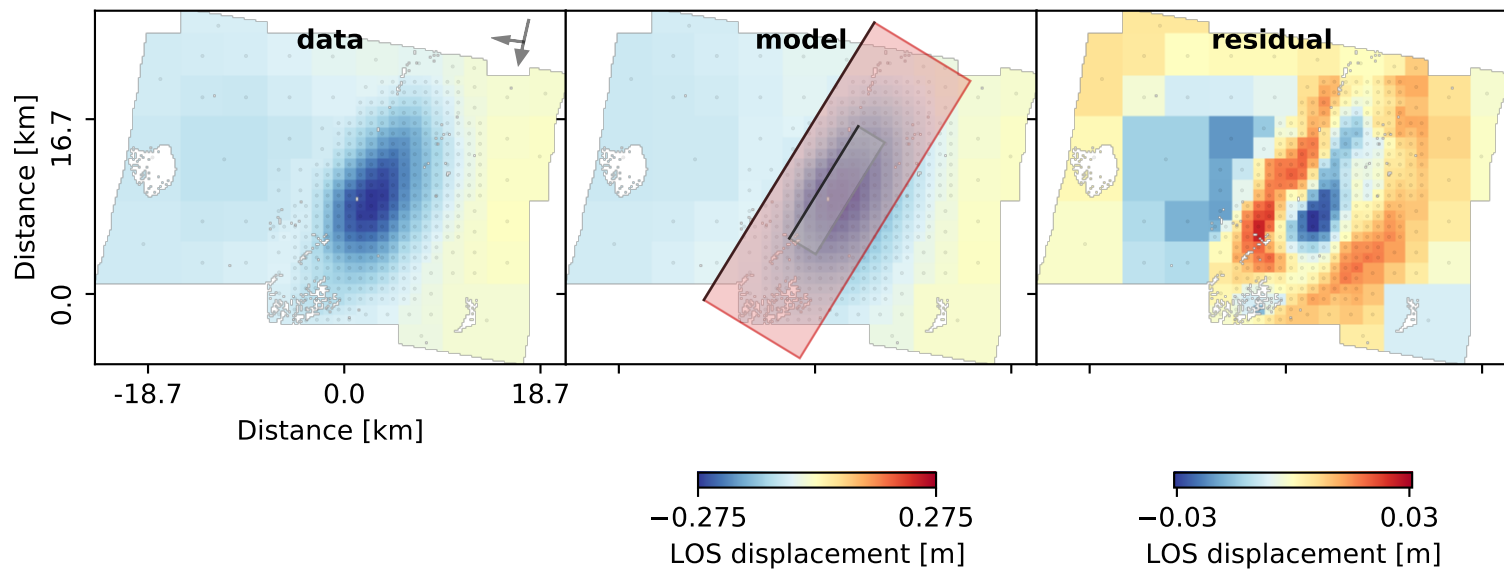 data
model
residual
Distance [km]
16.7
0.0
-18.7
0.0
18.7
Distance [km]
−0.275
0.275
LOS displacement [m]
−0.03
0.03
LOS displacement [m]